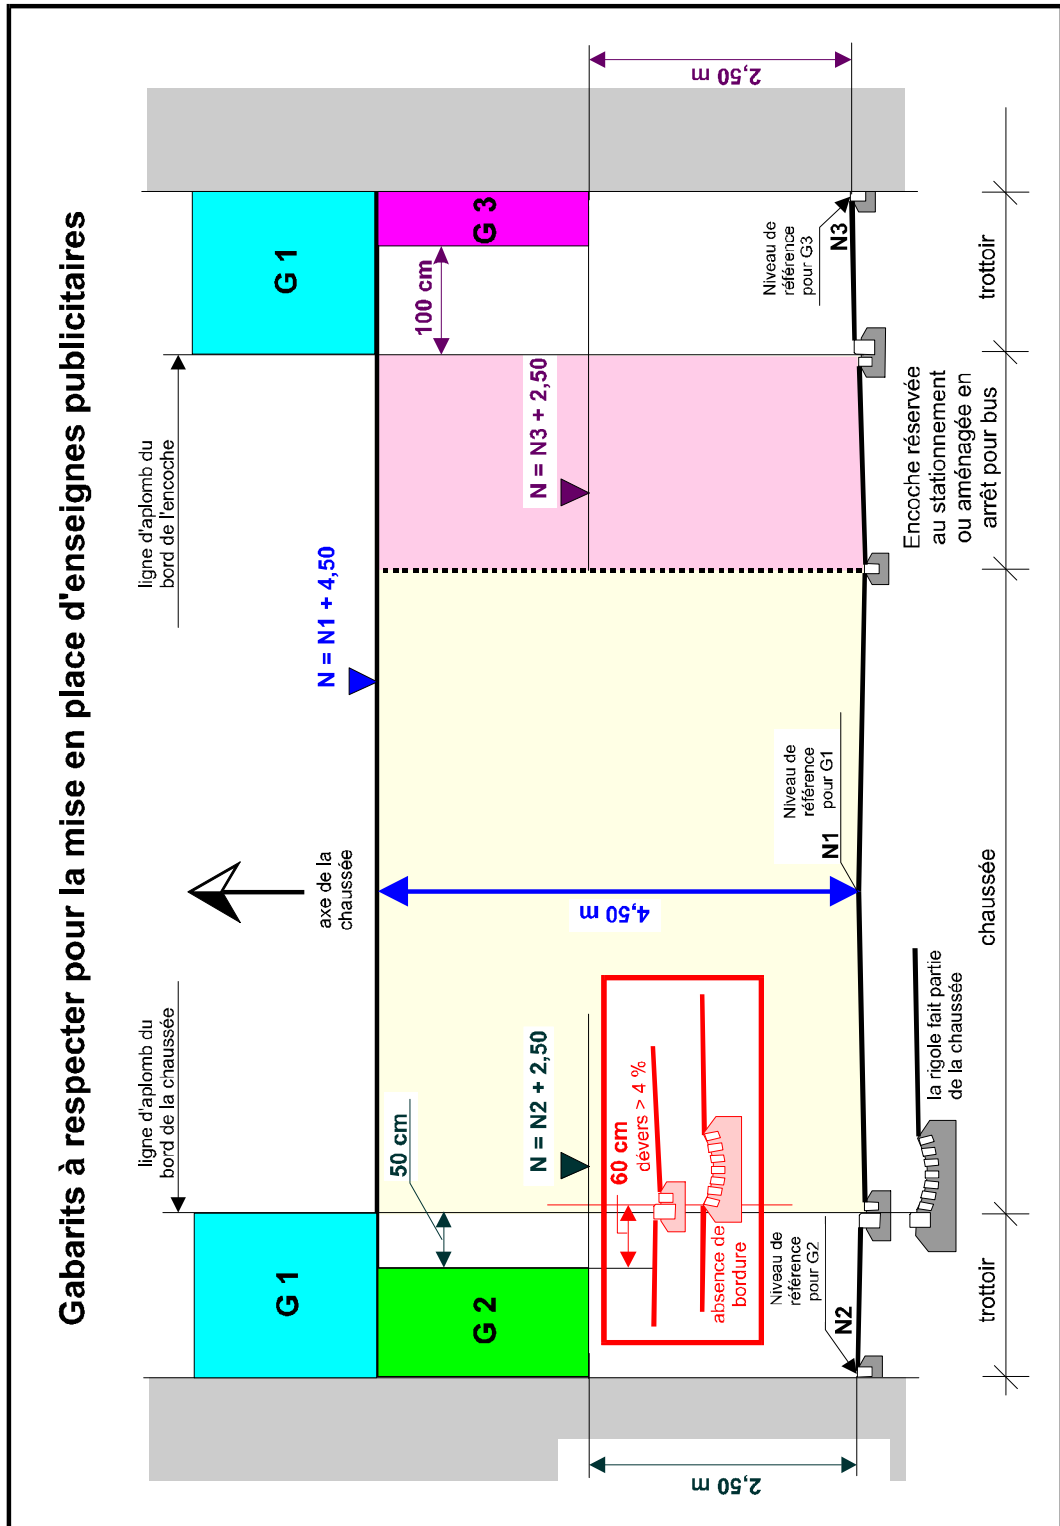 Gabarits à respecter pour la mise en place d'enseignes publicitaires
ligne d'aplomb du
bord de la chaussée
axe de la
chaussée
ligne d'aplomb du
bord de l'encoche
G 1
G 1
N = N1 + 4,50
50 cm
100 cm
G 2
G 3
N = N2 + 2,50
N = N3 + 2,50
4,50 m
60 cm
dévers > 4 %
absence de
bordure
Niveau de
référence
pour G2
N2
Niveau de
référence
pour G1
N1
Niveau de
référence
pour G3
N3
2,50 m
2,50 m
la rigole fait partie
de la chaussée
Encoche réservée
au stationnement
ou aménagée en
arrêt pour bus
trottoir
chaussée
trottoir